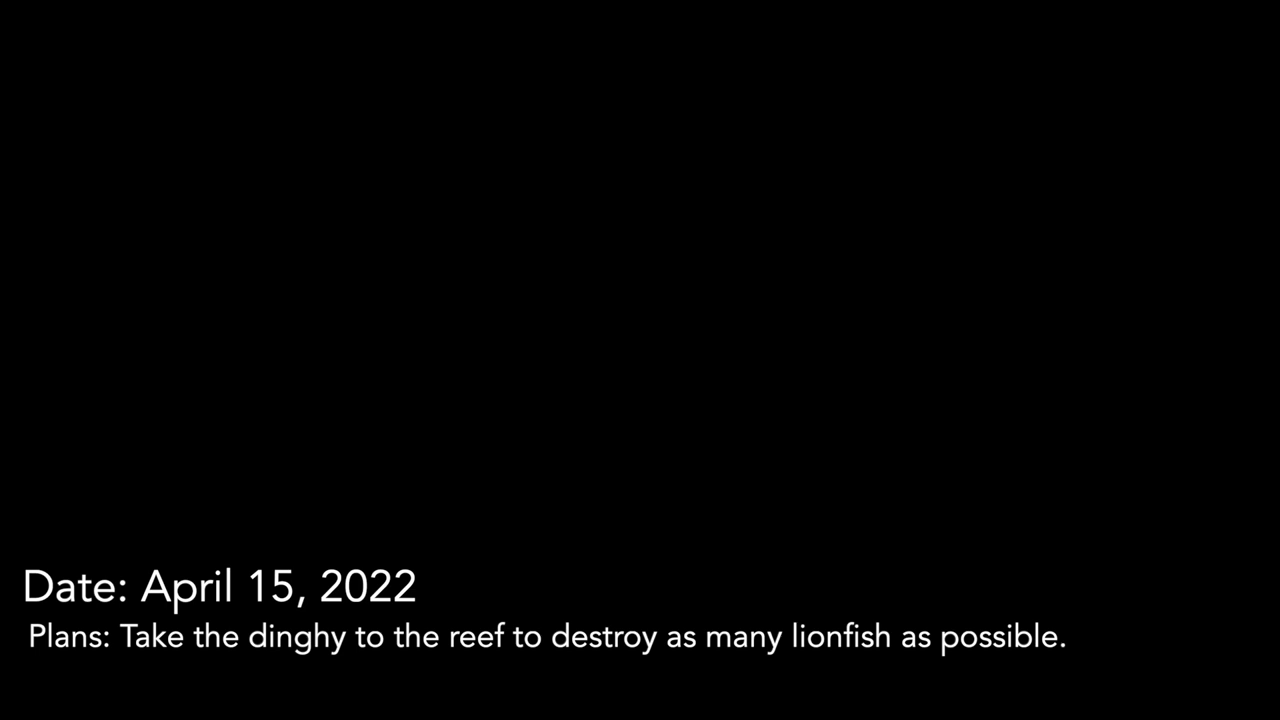 Date: April 15, 2022
Plans: Take the dinghy to the reef to destroy as many lionfish as possible.